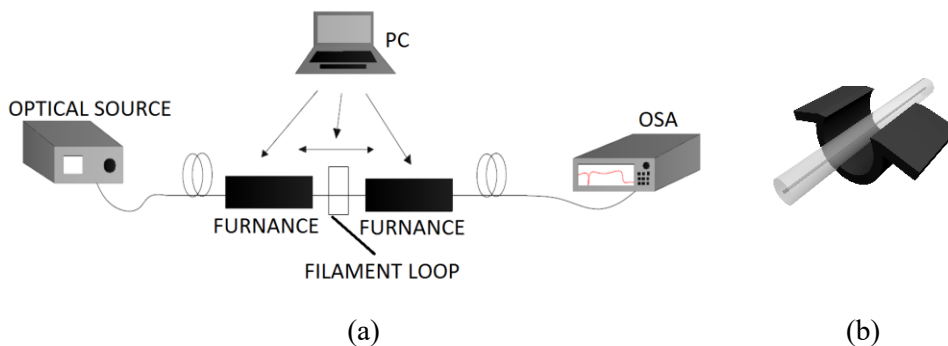 PC
OPTICAL SOURCE
OSA
FURNANCE
FURNANCE
FILAMENT LOOP
(a)
(b)